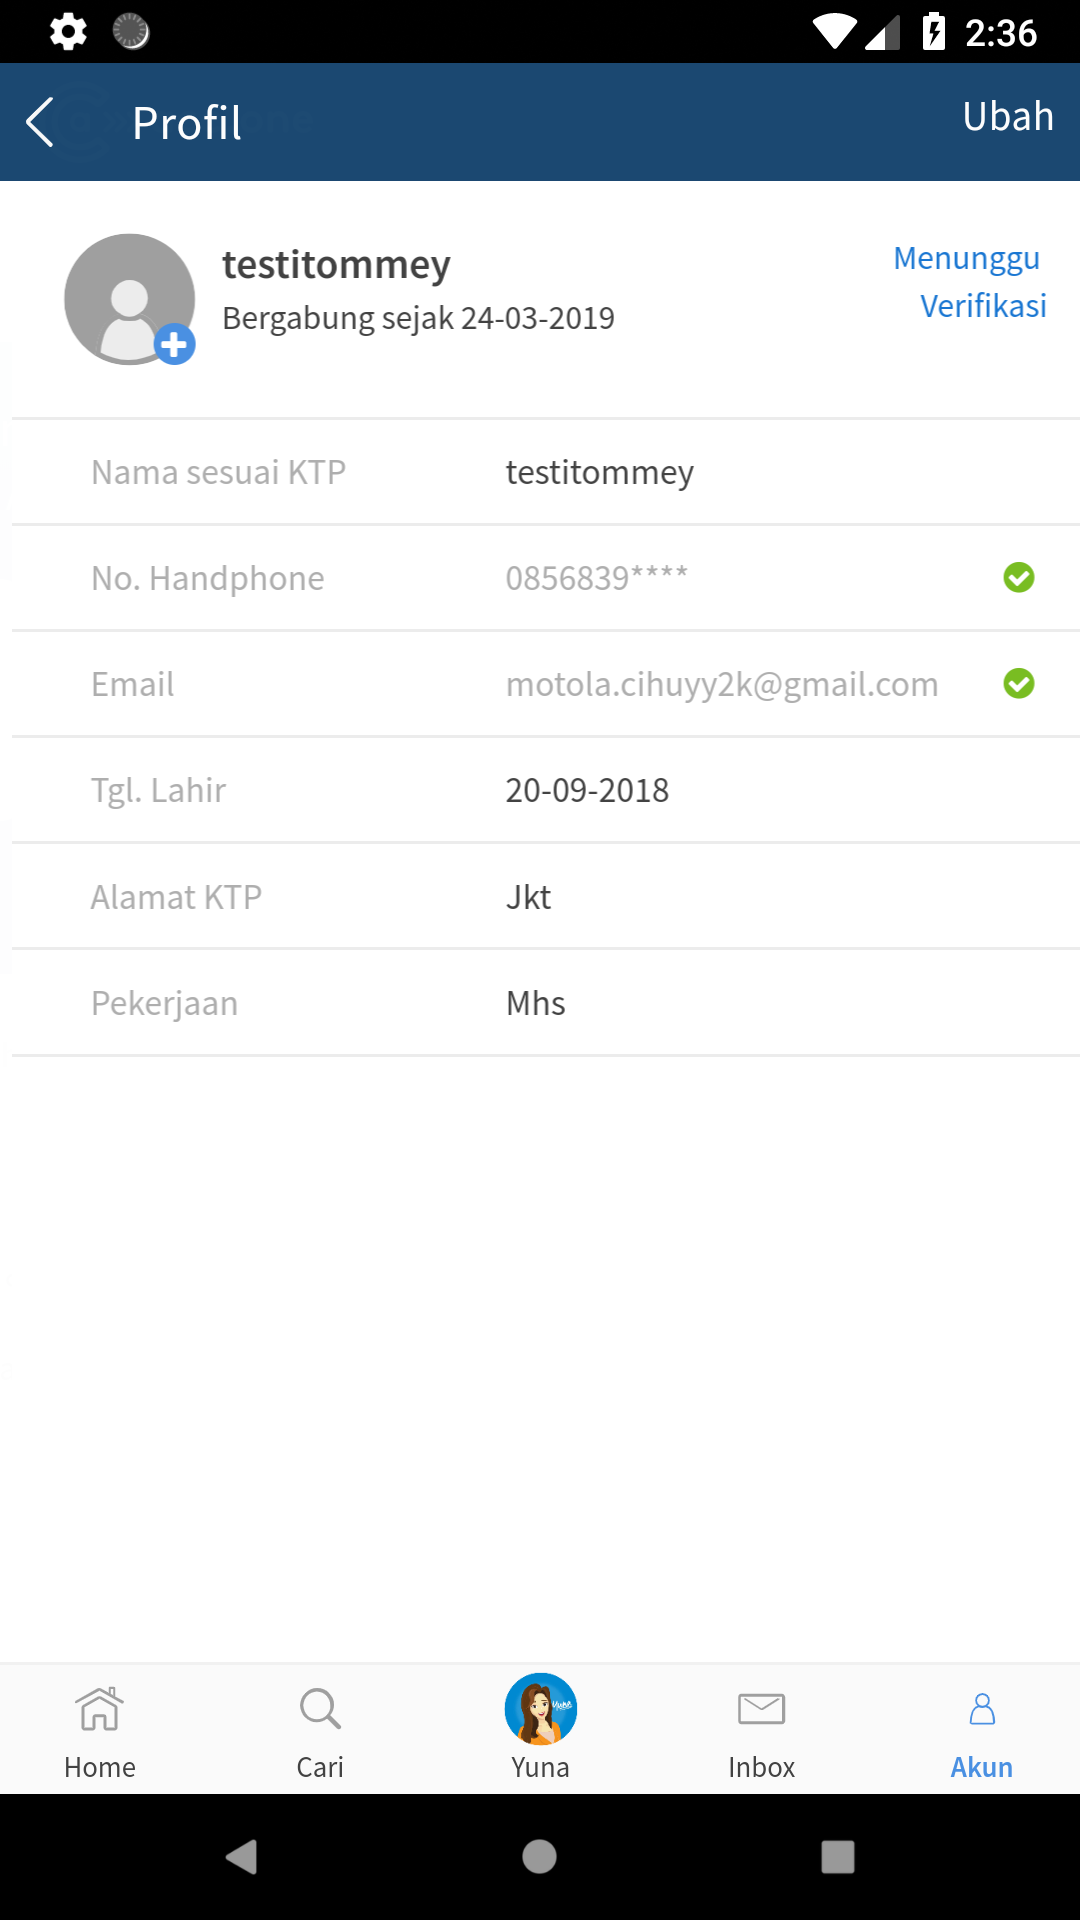 2:36
Profil
Ubah
testitommey
Bergabung sejak 24-03-2019
Menunggu
Verifikasi
Nama sesuai KTP testitommey
No. Handphone 0856839****
Email motola.cihuyy2k@gmail.com
Tgl. Lahir 20-09-2018
Alamat KTP Jkt
Pekerjaan Mhs
Home Cari Yuna Inbox Akun